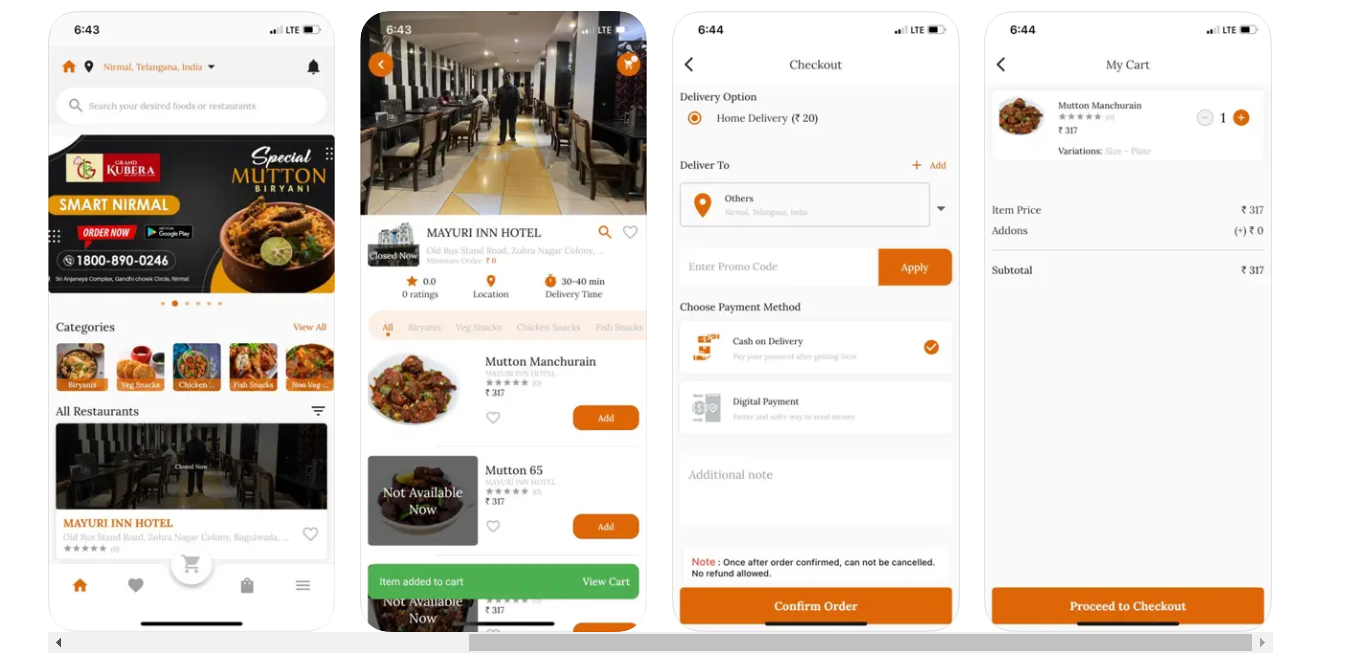 6:43
LTE
Nirmal, Telangana, India
Search your desired foods or restaurants
GRAND
KUBERA
Special
MUTTON
BIRYANI
SMART NIRMAL
ORDER NOW
Google Play
1800-890-0246
Sri Anjaneya Complex, Gandhi chowk Circle, Nirmal
Categories
View All
Biryanis
Veg Snacks
Chicken ...
Fish Snacks
Non Veg ...
All Restaurants
Closed Now
MAYURI INN HOTEL
Old Bus Stand Road, Zohra Nagar Colony, Bagulwada, ...
(0)
6:43
LTE
Closed Now
MAYURI INN HOTEL
Old Bus Stand Road, Zohra Nagar Colony, ...
Minimum Order ₹ 0
0.0
0 ratings
Location
30-40 min
Delivery Time
All Biryanis Veg Snacks Chicken Snacks Fish Snacks
Mutton Manchurain
MAYURI INN HOTEL
(0)
₹ 317
Add
Not Available
Now
Mutton 65
MAYURI INN HOTEL
(0)
₹ 317
Add
Item added to cart View Cart
Not Available
Now
₹ 317
6:44
LTE
Checkout
Delivery Option
Home Delivery (₹ 20)
Deliver To
+ Add
Others
Nirmal, Telangana, India
Enter Promo Code
Apply
Choose Payment Method
Cash on Delivery
Pay your payment after getting item
Digital Payment
Faster and safer way to send money
Additional note
Note : Once after order confirmed, can not be cancelled.
No refund allowed.
Confirm Order
6:44
LTE
My Cart
Mutton Manchurain
(0)
₹ 317
Variations: Size - Plate
1
Item Price ₹ 317
Addons (+) ₹ 0
Subtotal ₹ 317
Proceed to Checkout